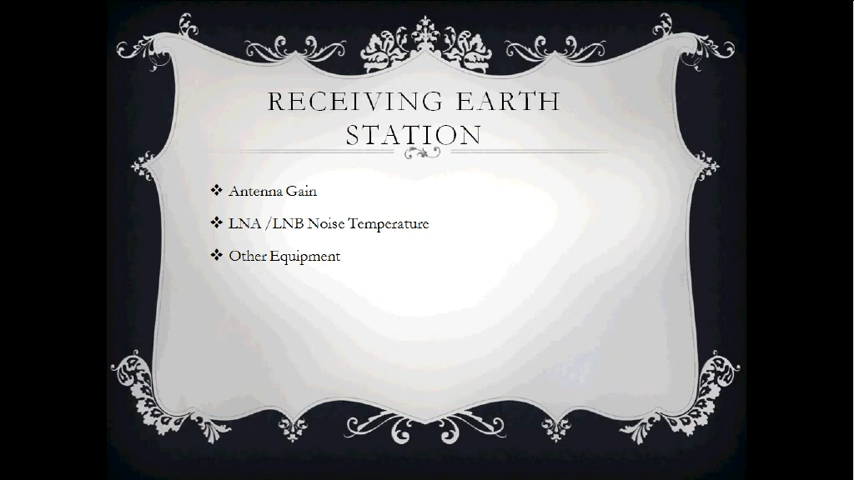 RECEIVING EARTH
STATION
❖ Antenna Gain
❖ LNA /LNB Noise Temperature
❖ Other Equipment